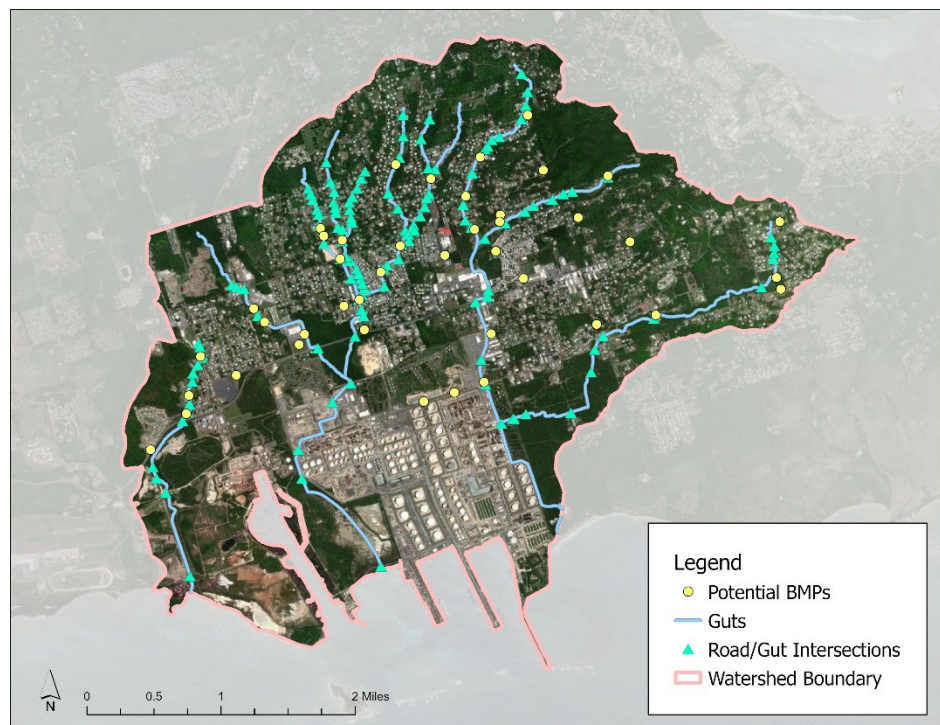 Legend
Potential BMPs
Guts
Road/Gut Intersections
Watershed Boundary
N
0 0.5 1 2 Miles